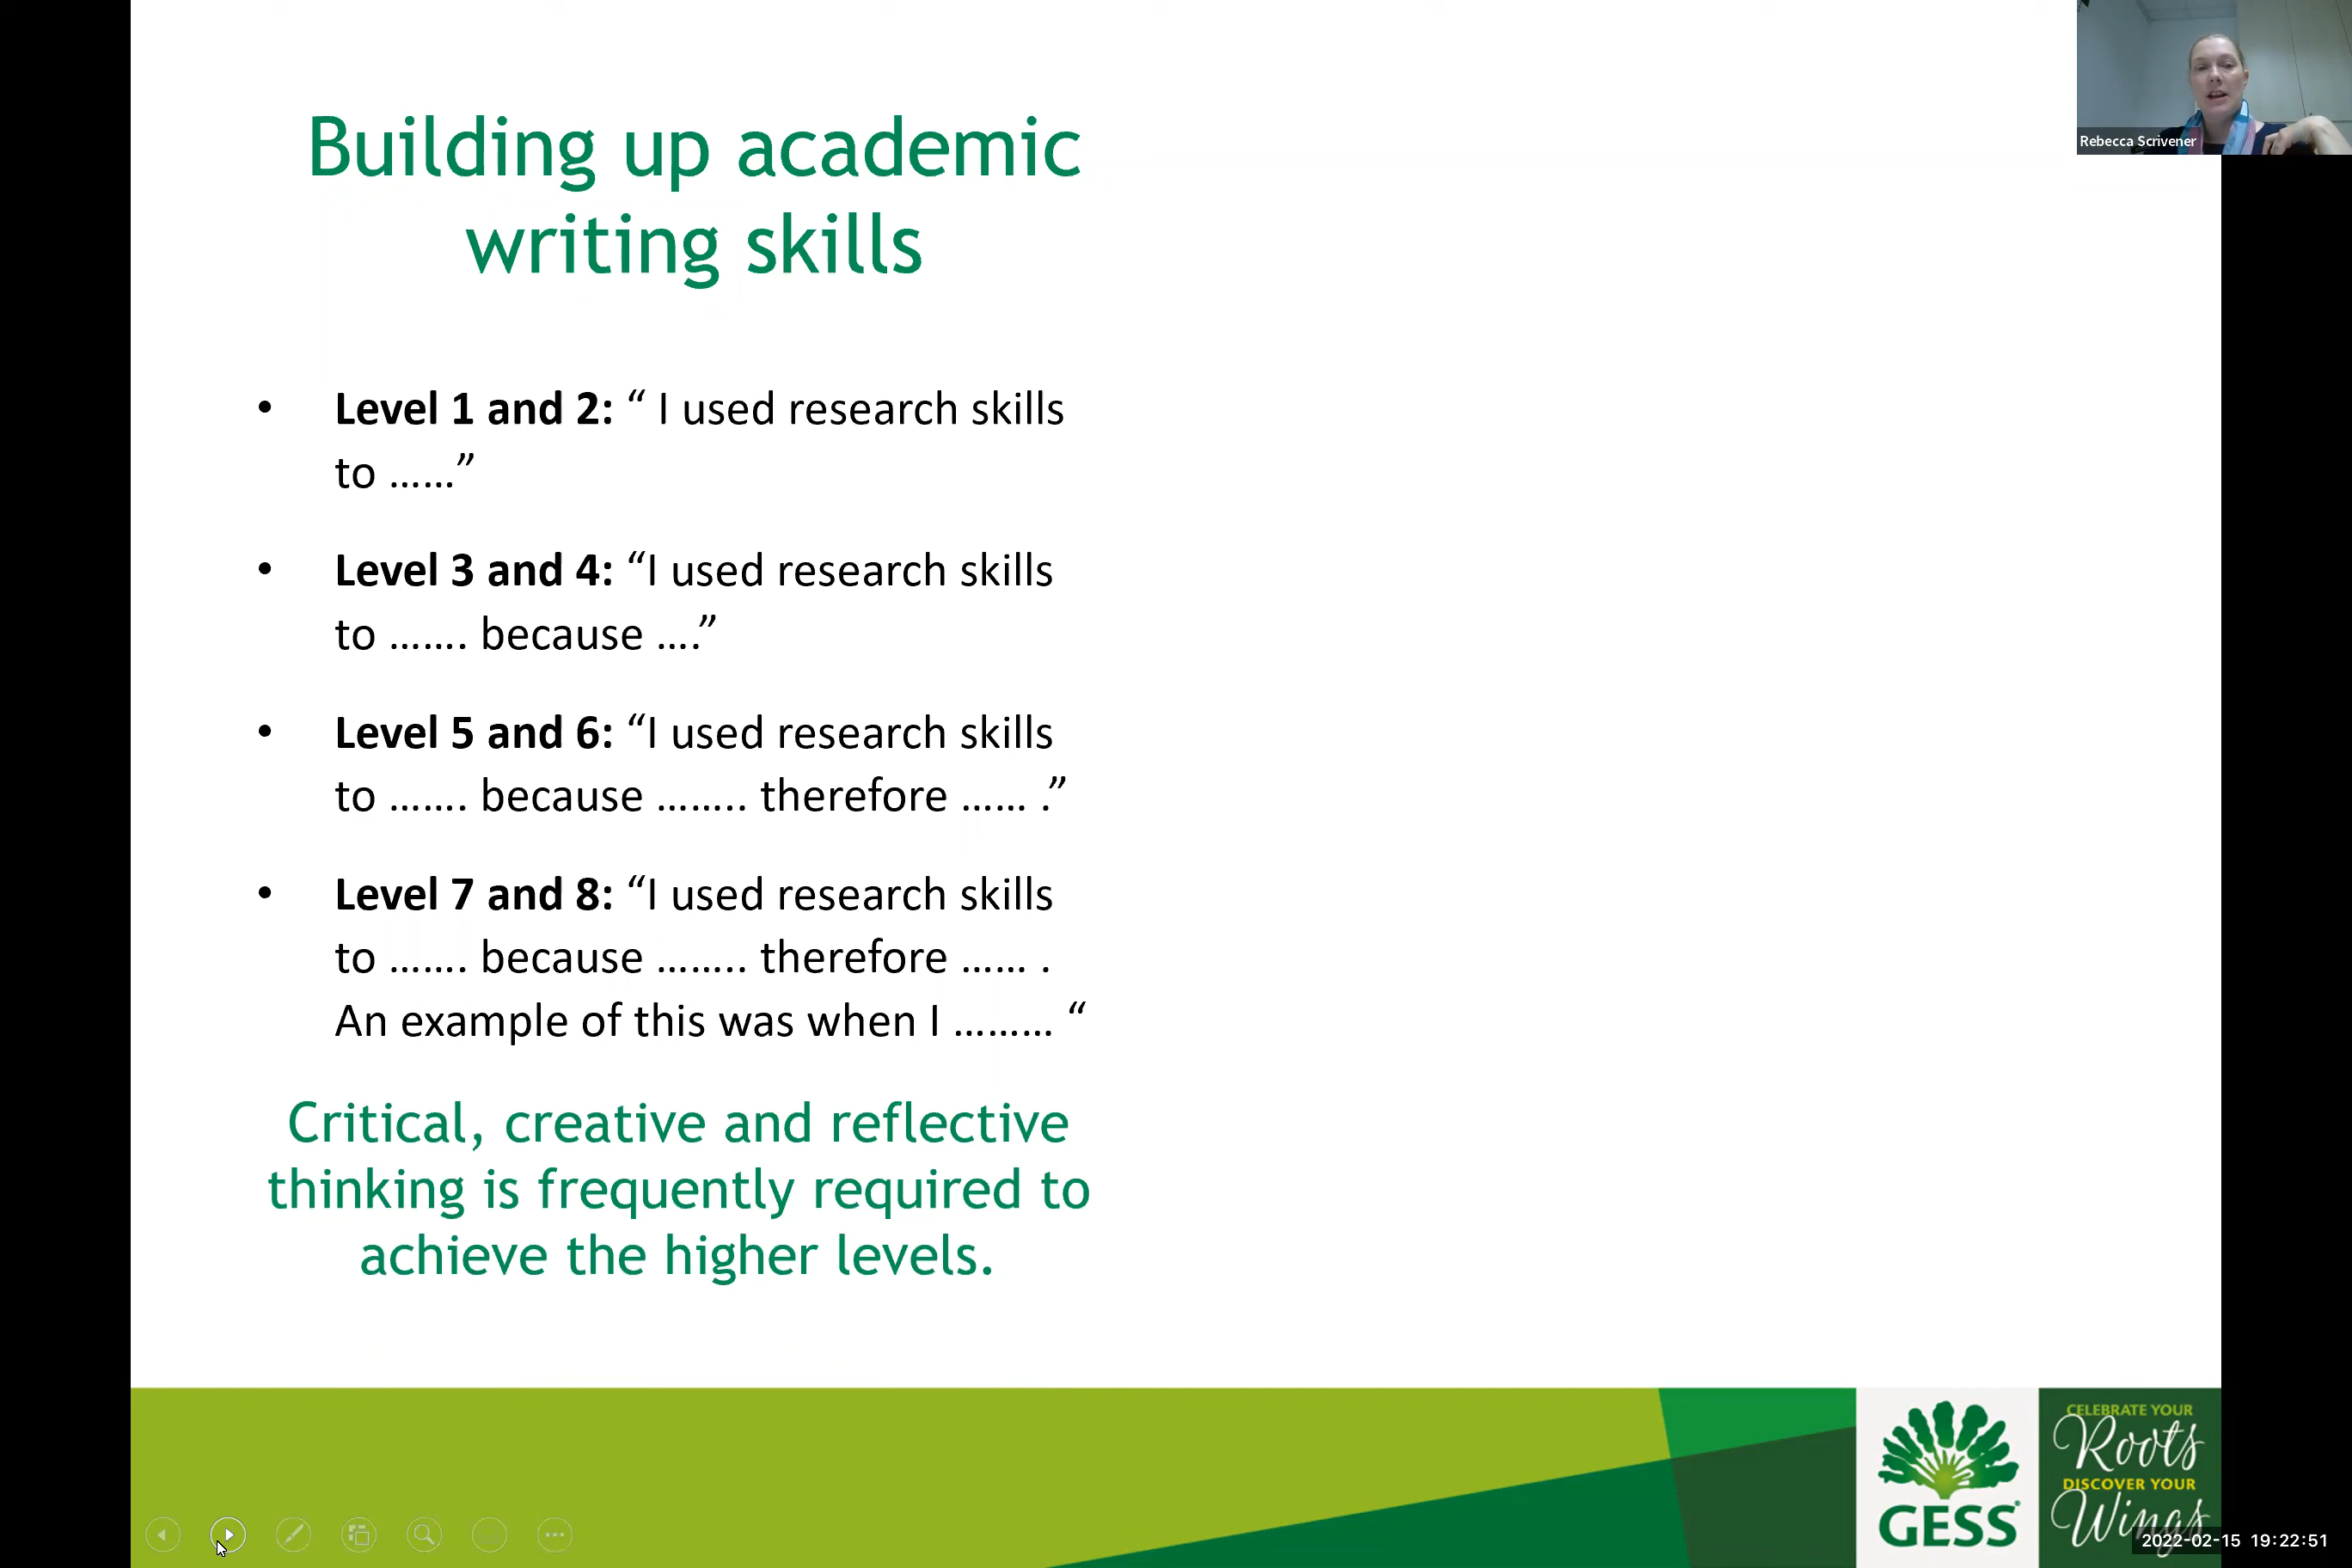 Building up academic
writing skills
• Level 1 and 2: “ I used research skills
to ……”
• Level 3 and 4: “I used research skills
to ……. because ….”
• Level 5 and 6: “I used research skills
to ……. because …….. therefore …… .”
• Level 7 and 8: “I used research skills
to ……. because …….. therefore …… .
An example of this was when I ……… “
Critical, creative and reflective
thinking is frequently required to
achieve the higher levels.
Rebecca Scrivener
GESS®
CELEBRATE YOUR
Roots
DISCOVER YOUR
Wings
2022-02-15 19:22:51